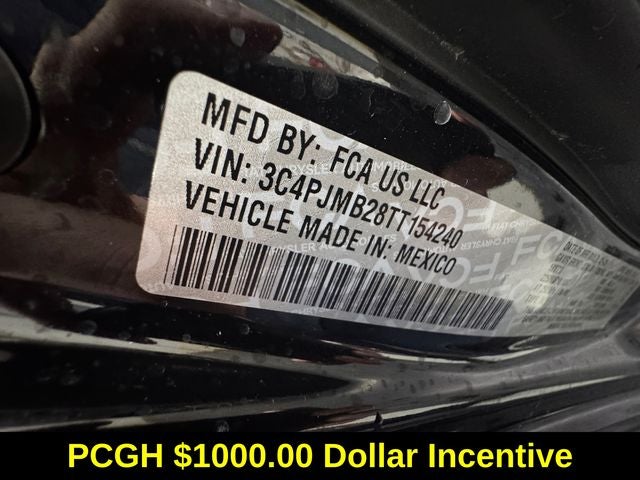 MFD BY: FCA US LLC
VIN: 3C4PJMB28TT154240
VEHICLE MADE IN: MEXICO
PCGH $1000.00 Dollar Incentive